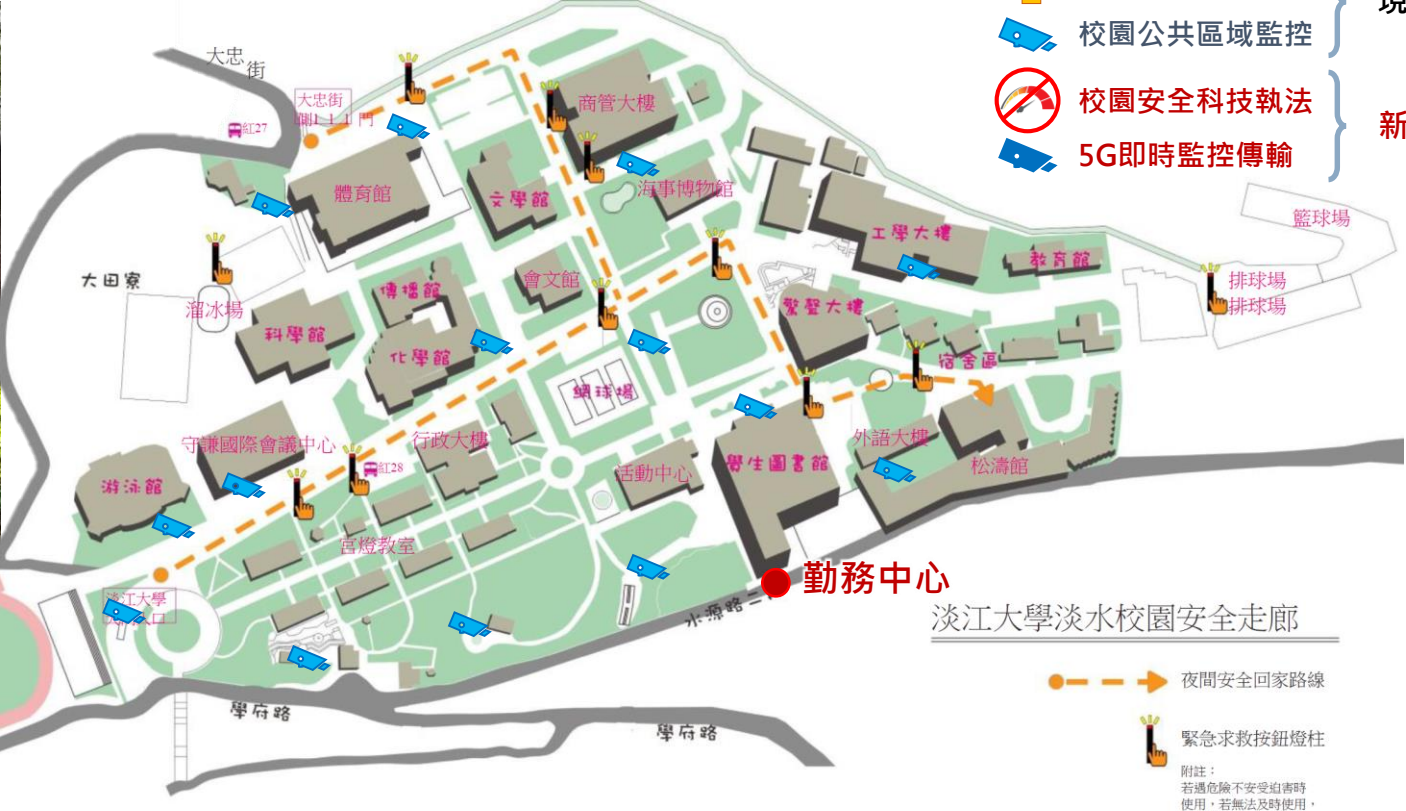 現
校園公共區域監控
校園安全科技執法
新
5G即時監控傳輸
大忠
街
大忠街
紅27
商管大樓
體育館
文學館
海事博物館
籃球場
工學大樓
教育館
大田寮
傳播館
會文館
排球場
排球場
溜冰場
科學館
化學館
驚聲大樓
宿舍區
網球場
守謙國際會議中心
行政大樓
外語大樓
紅28
活動中心
學生圖書館
松濤館
游泳館
宮燈教室
勤務中心
淡江大學
水源路二
淡江大學淡水校園安全走廊
夜間安全回家路線
學府路
學府路
緊急求救按鈕燈柱
附註：
若遇危險不安受迫害時
使用，若無法及時使用，